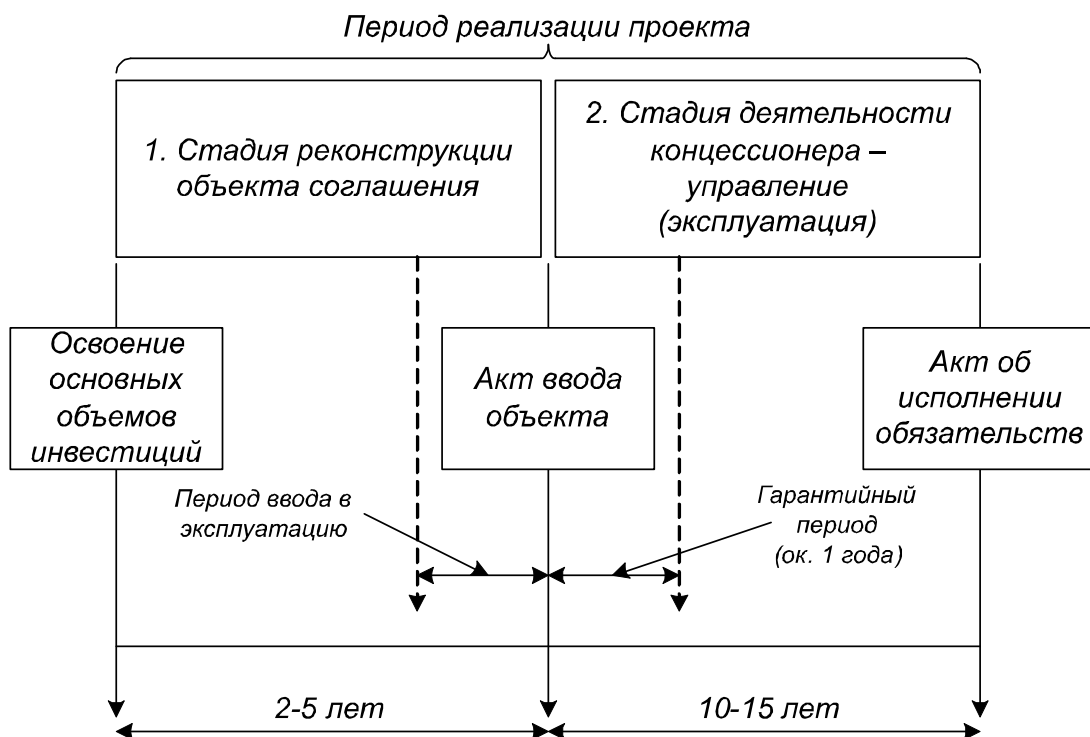 Период реализации проекта
1. Стадия реконструкции
объекта соглашения
2. Стадия деятельности
концессионера –
управление
(эксплуатация)
Освоение
основных
объемов
инвестиций
Акт ввода
объекта
Акт об
исполнении
обязательств
Период ввода в
эксплуатацию
Гарантийный
период
(ок. 1 года)
2-5 лет
10-15 лет